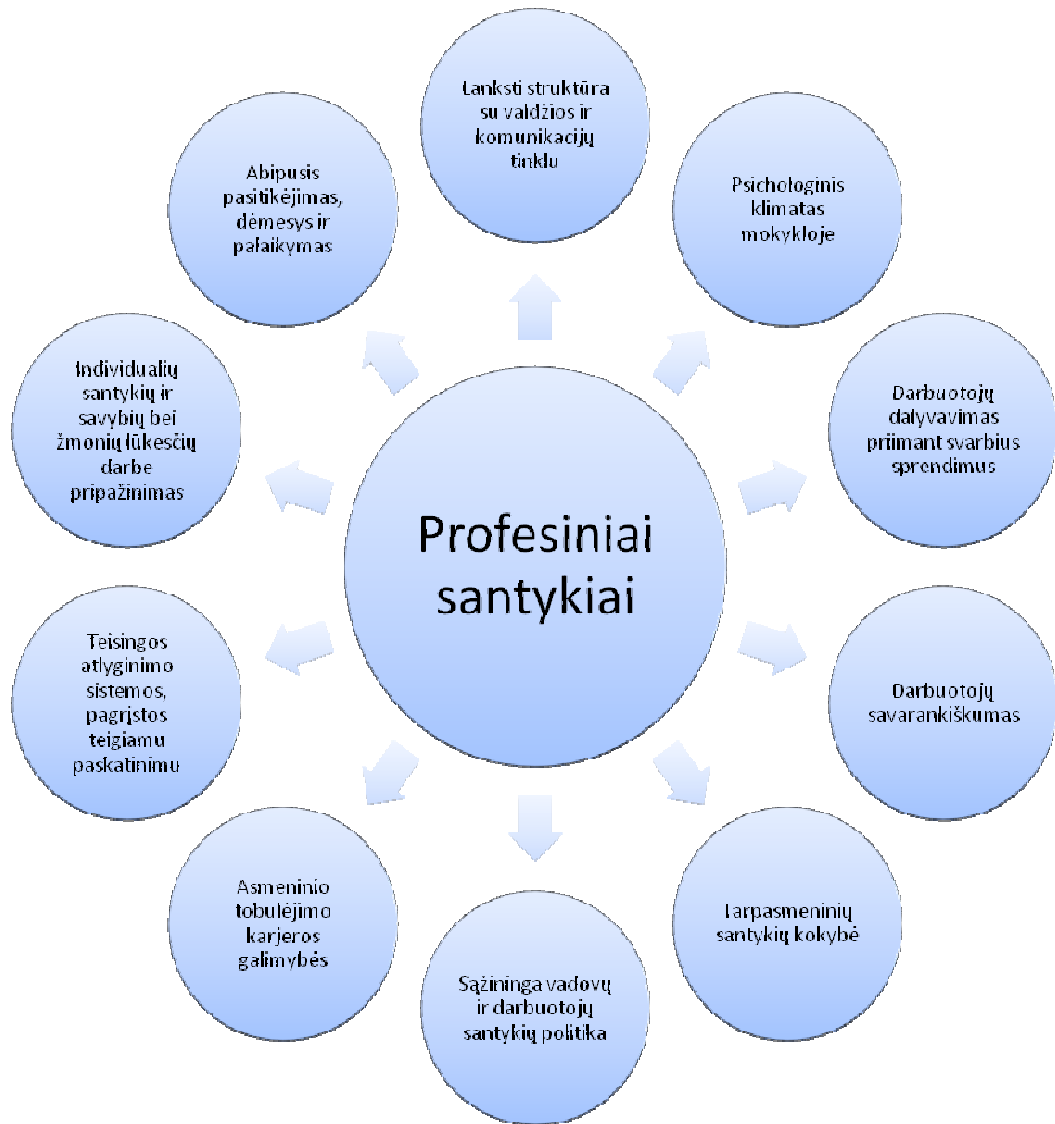 Lanksti struktūra
su valdžios ir
komunikacijų
tinklu
Psichologinis
klimatas
mokykloje
Darbuotojų
dalyvavimas
priimant svarbius
sprendimus
Darbuotojų
savarankiškumas
Tarpasmeninių
santykių kokybė
Sąžininga vadovų
ir darbuotojų
santykių politika
Asmeninio
tobulėjimo
karjeros
galimybės
Teisingos
atlyginimo
sistemos,
pagrįstos
teigiamu
paskatinimu
Individualių
santykių ir
savybių bei
žmonių lūkesčių
darbe
pripažinimas
Abipusis
pasitikėjimas,
dėmesys ir
palaikymas
Profesiniai
santykiai